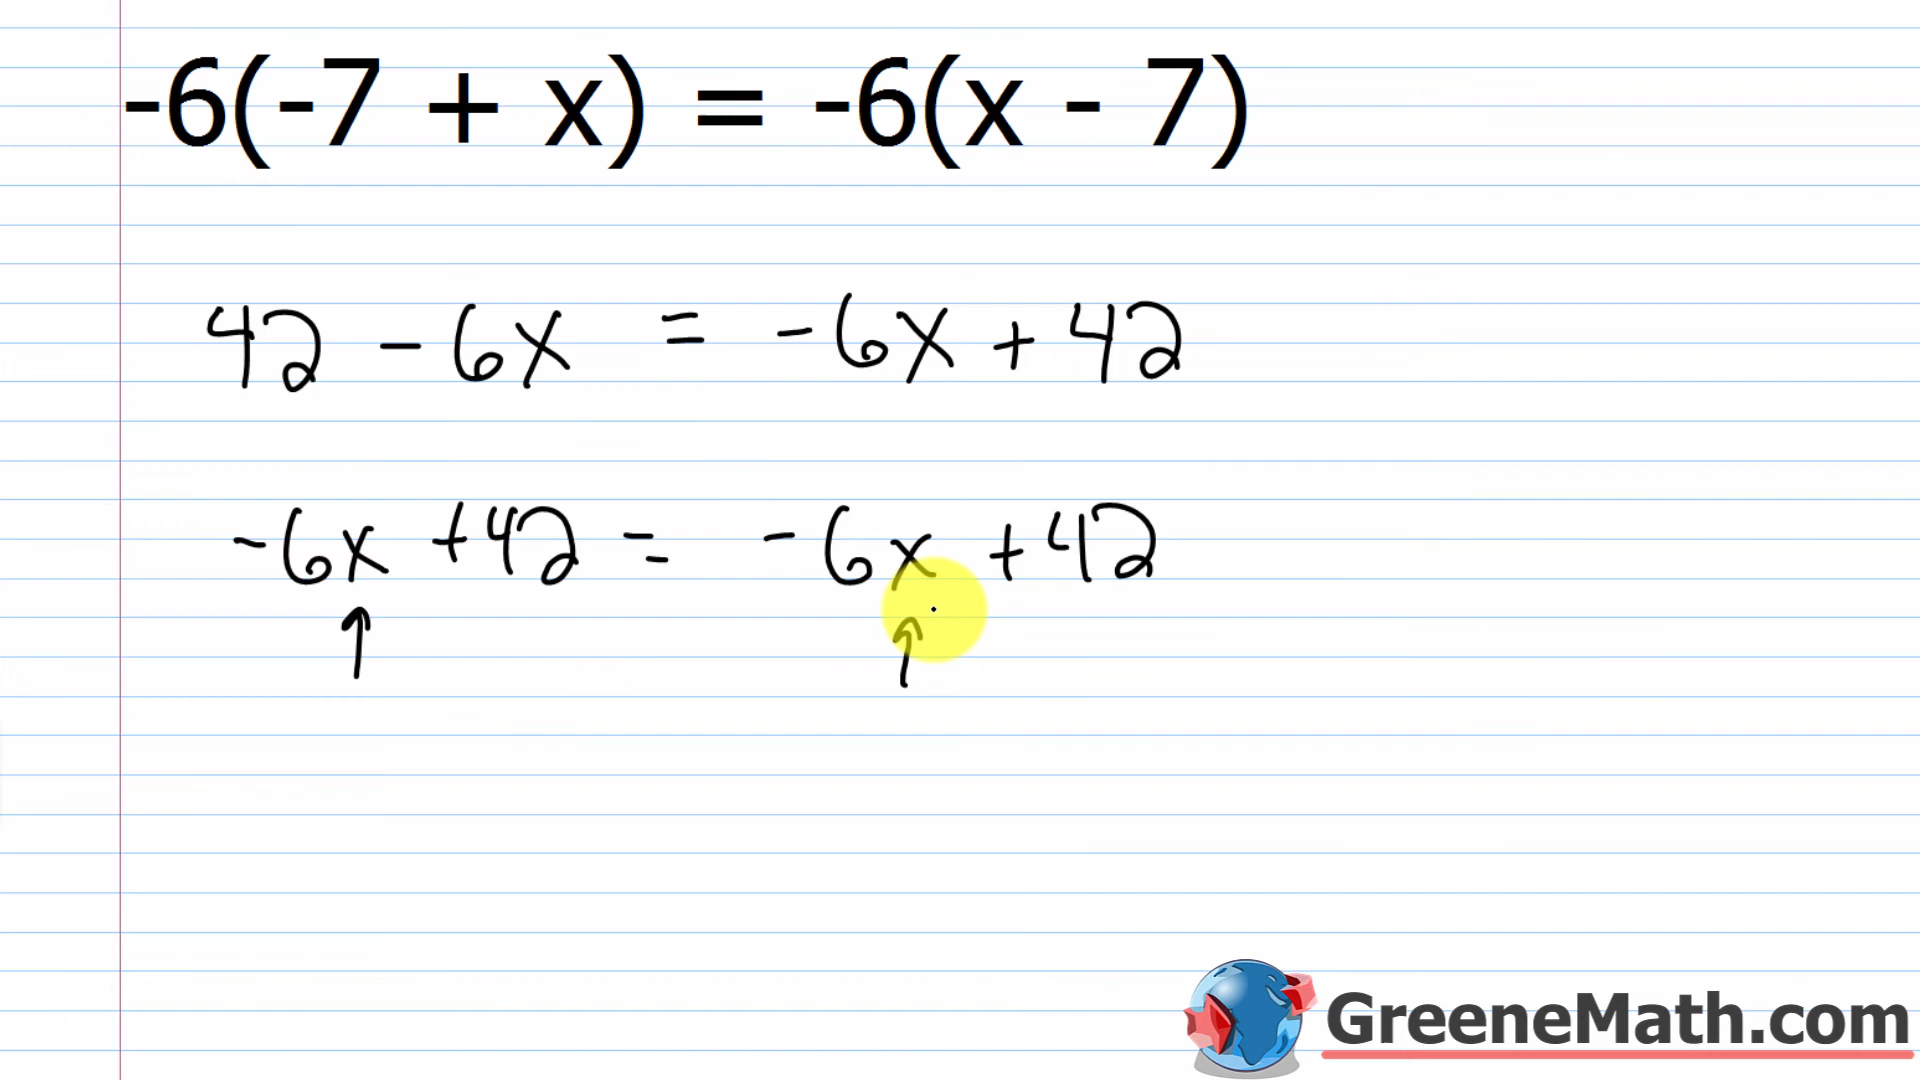 -6(-7 + x) = -6(x - 7)
42 - 6x = -6x + 42
-6x + 42 = -6x + 42
GreeneMath.com